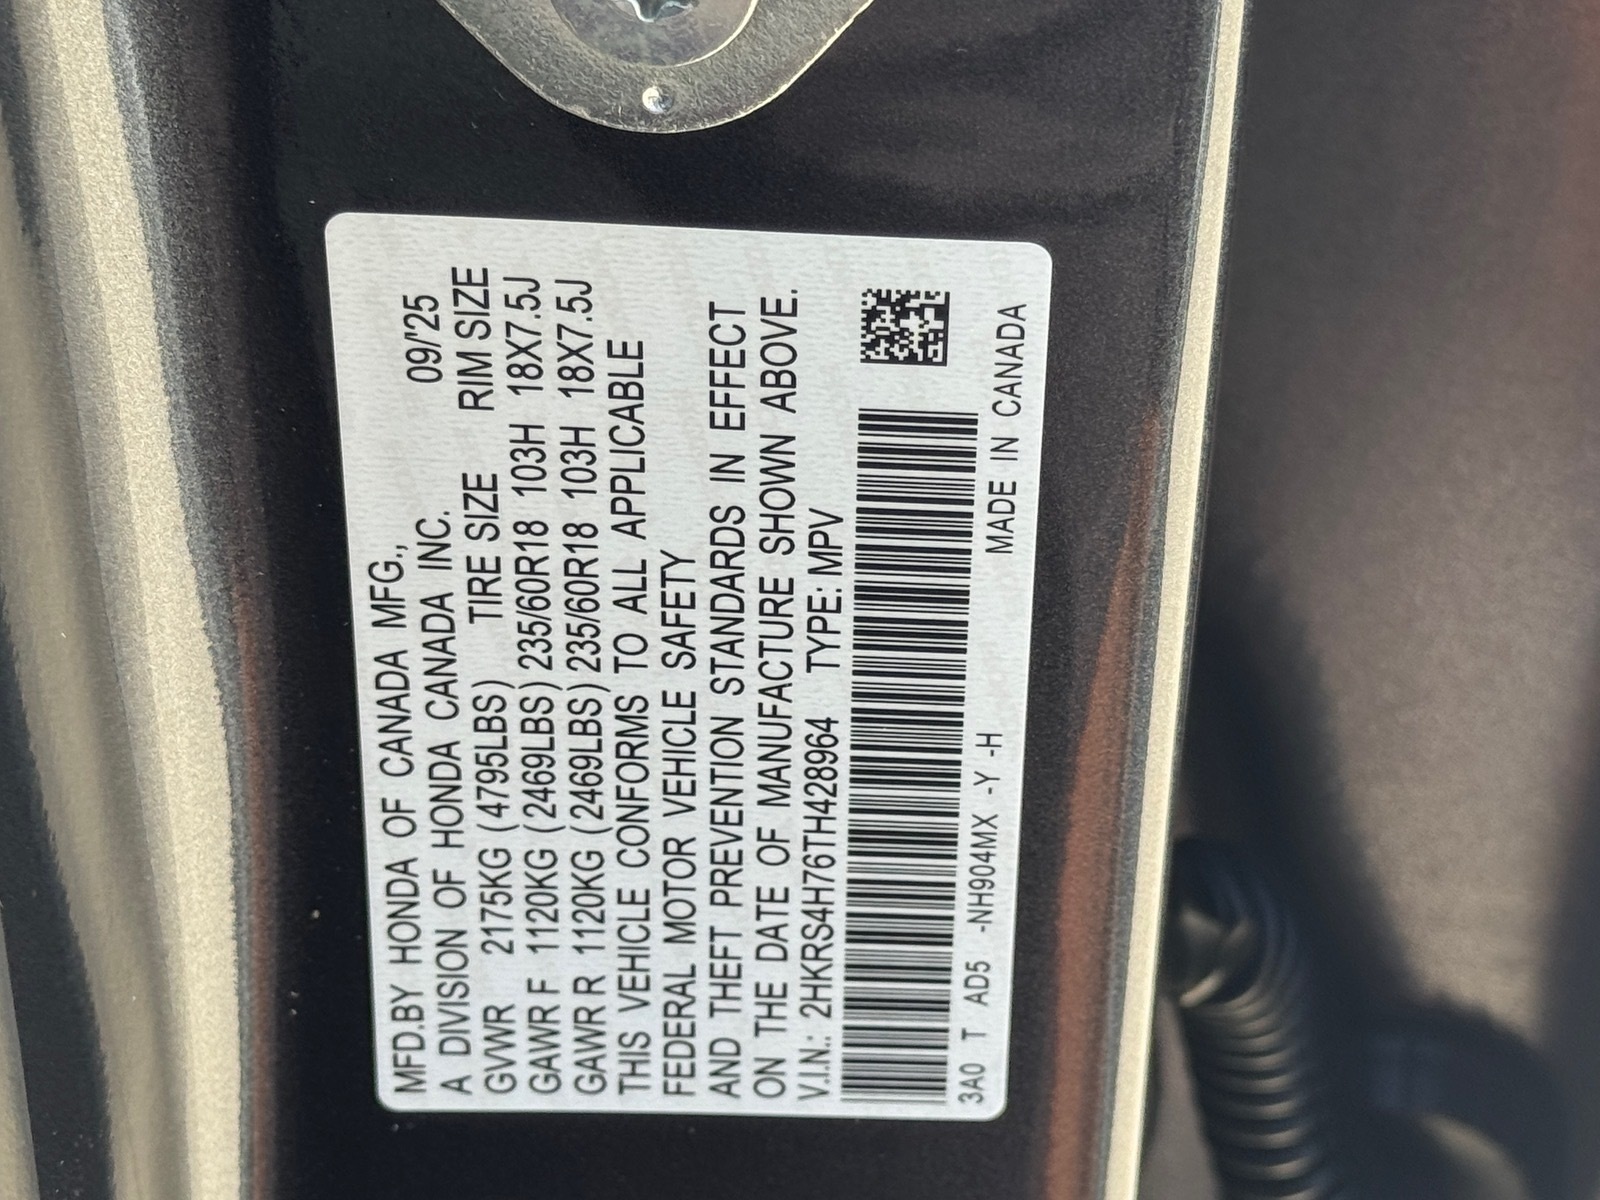 MFD.BY HONDA OF CANADA MFG.,
A DIVISION OF HONDA CANADA INC. 09/'25
GVWR 2175KG (4795LBS) TIRE SIZE RIM SIZE
GAWR F 1120KG (2469LBS) 235/60R18 103H 18X7.5J
GAWR R 1120KG (2469LBS) 235/60R18 103H 18X7.5J
THIS VEHICLE CONFORMS TO ALL APPLICABLE
FEDERAL MOTOR VEHICLE SAFETY
AND THEFT PREVENTION STANDARDS IN EFFECT
ON THE DATE OF MANUFACTURE SHOWN ABOVE.
V.I.N.: 2HKRS4H76TH428964 TYPE: MPV
3A0 T AD5 -NH904MX -Y -H MADE IN CANADA